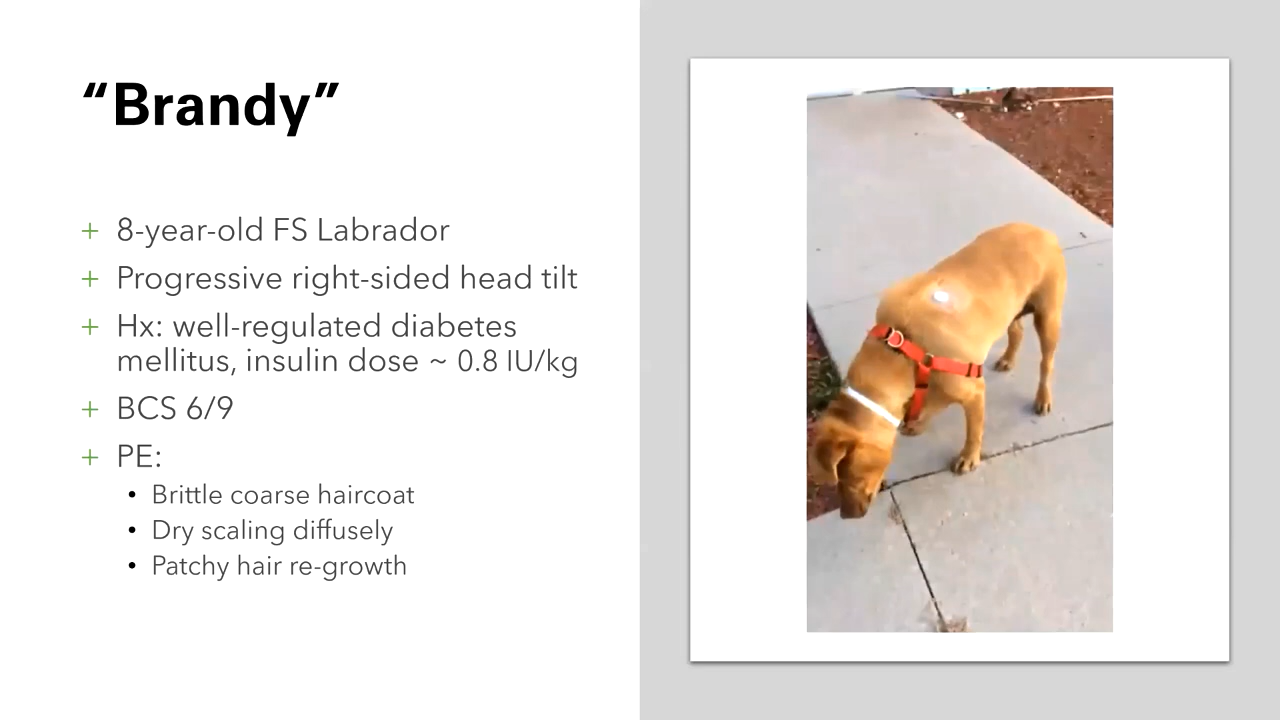 “Brandy”
+ 8-year-old FS Labrador
+ Progressive right-sided head tilt
+ Hx: well-regulated diabetes
mellitus, insulin dose ~ 0.8 IU/kg
+ BCS 6/9
+ PE:
• Brittle coarse haircoat
• Dry scaling diffusely
• Patchy hair re-growth